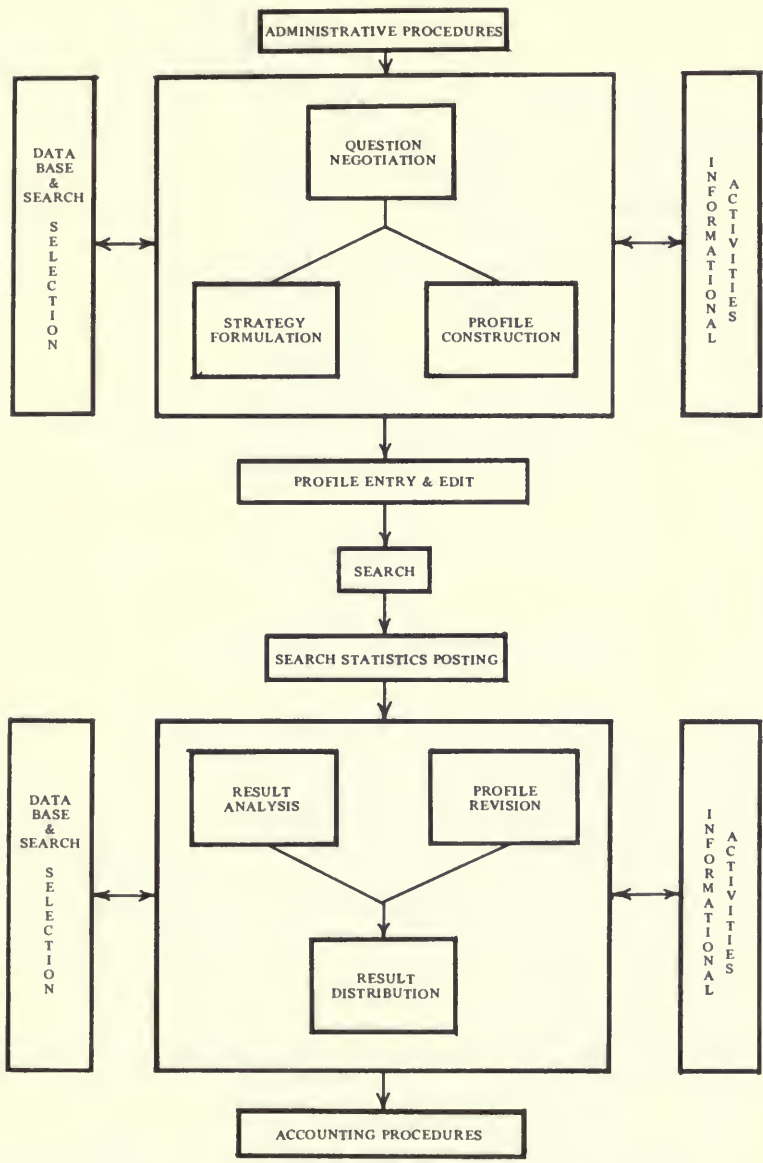 ADMINISTRATIVE PROCEDURES
DATA
BASE
&
SEARCH
SELECTION
QUESTION
NEGOTIATION
STRATEGY
FORMULATION
PROFILE
CONSTRUCTION
INFORMATIONAL
ACTIVITIES
PROFILE ENTRY & EDIT
SEARCH
SEARCH STATISTICS POSTING
DATA
BASE
&
SEARCH
SELECTION
RESULT
ANALYSIS
PROFILE
REVISION
RESULT
DISTRIBUTION
INFORMATIONAL
ACTIVITIES
ACCOUNTING PROCEDURES